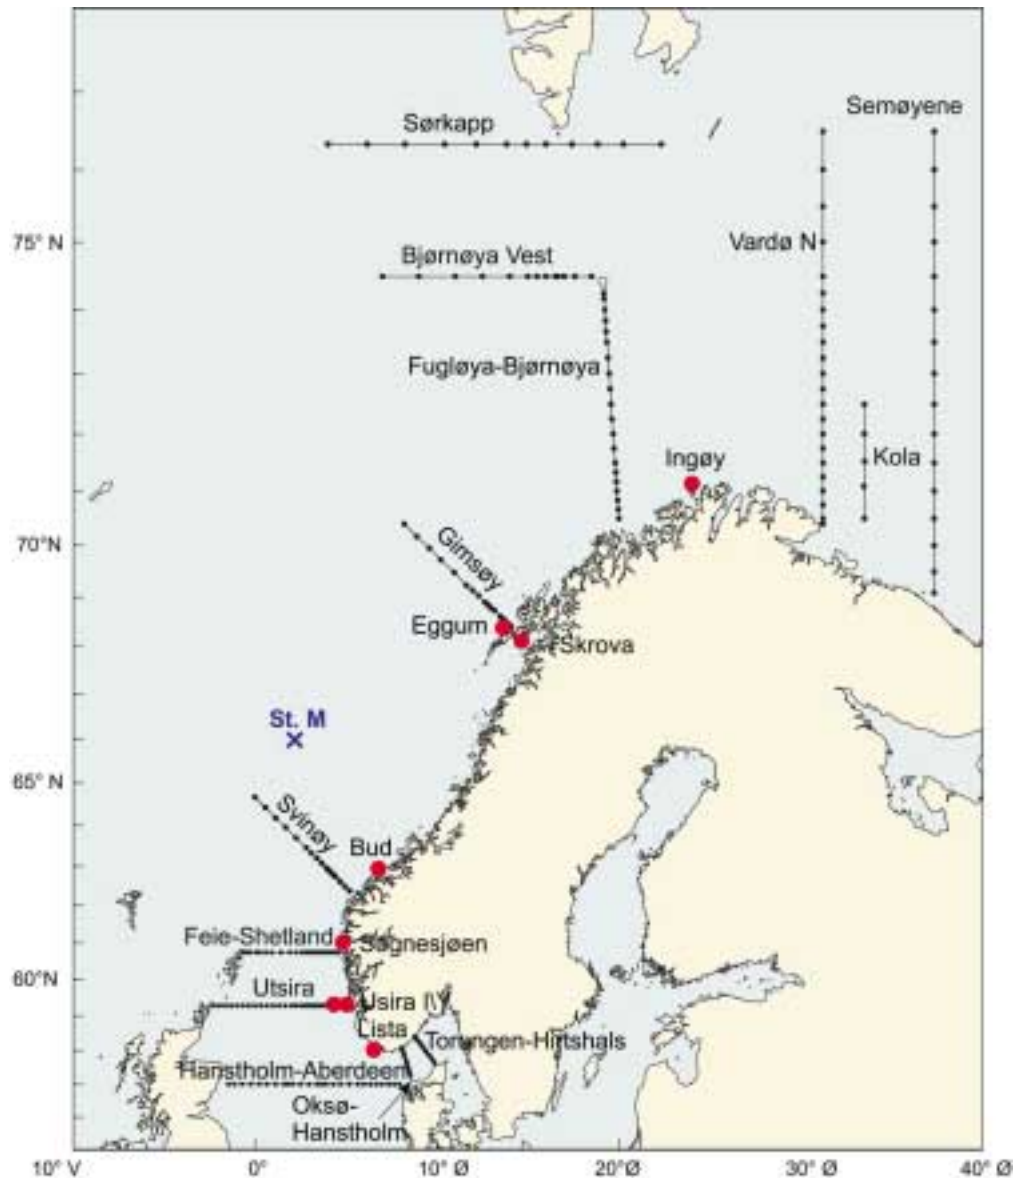 Semøyene
Sørkapp
75° N
Vardø N
Bjørnøya Vest
Fugløya-Bjørnøya
Ingøy
Kola
70°N
Gimsøy
Eggum
Skrova
St. M
65° N
Svinøy
Bud
Feie-Shetland
Sognesjøen
60°N
Utsira
Usira I\Y
Lista
Torungen-Hirtshals
Hanstholm-Aberdeen
Oksø-
Hanstholm
10° V
0°
10° Ø
20°Ø
30° Ø
40° Ø